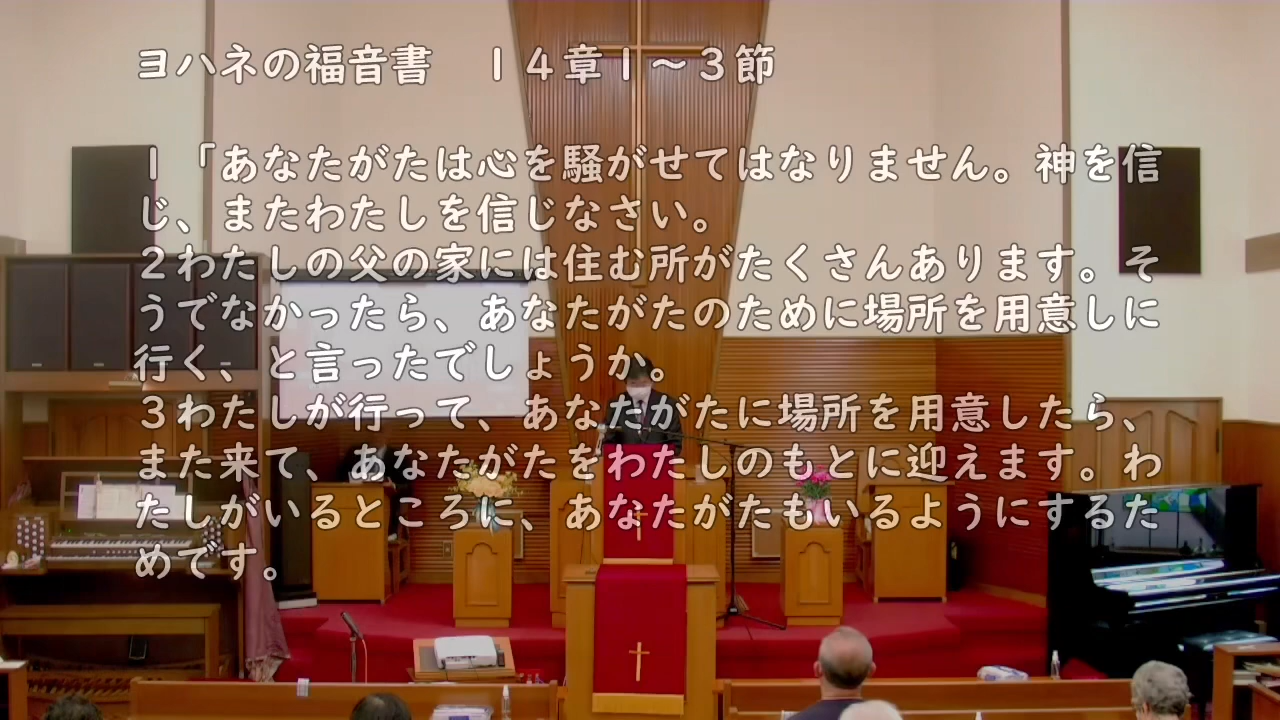 ヨハネの福音書　１４章１～３節
１「あなたがたは心を騒がせてはなりません。神を信
じ、またわたしを信じなさい。
２わたしの父の家には住む所がたくさんあります。そ
うでなかったら、あなたがたのために場所を用意しに
行く、と言ったでしょうか。
３わたしが行って、あなたがたに場所を用意したら、
また来て、あなたがたをわたしのもとに迎えます。わ
たしがいるところに、あなたがたもいるようにするた
めです。